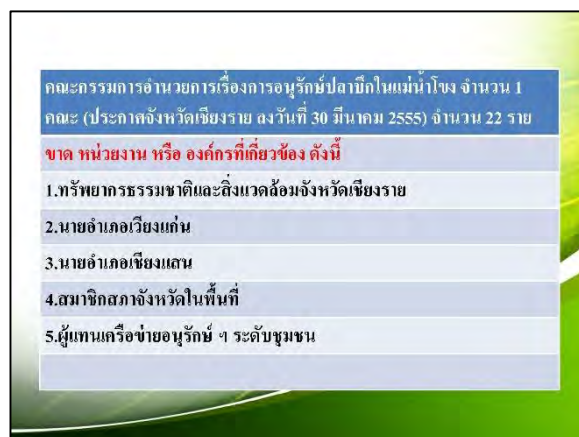 คณะกรรมการอำนวยการเรื่องการอนุรักษ์ปลาบึกในแม่น้ำโขง จำนวน 1
คณะ (ประกาศจังหวัดเชียงราย ลงวันที่ 30 มีนาคม 2555) จำนวน 22 ราย
ขาด หน่วยงาน หรือ องค์กรที่เกี่ยวข้อง ดังนี้
1.ทรัพยากรธรรมชาติและสิ่งแวดล้อมจังหวัดเชียงราย
2.นายอำเภอเวียงแก่น
3.นายอำเภอเชียงแสน
4.สมาชิกสภาจังหวัดในพื้นที่
5.ผู้แทนเครือข่ายอนุรักษ์ ฯ ระดับชุมชน